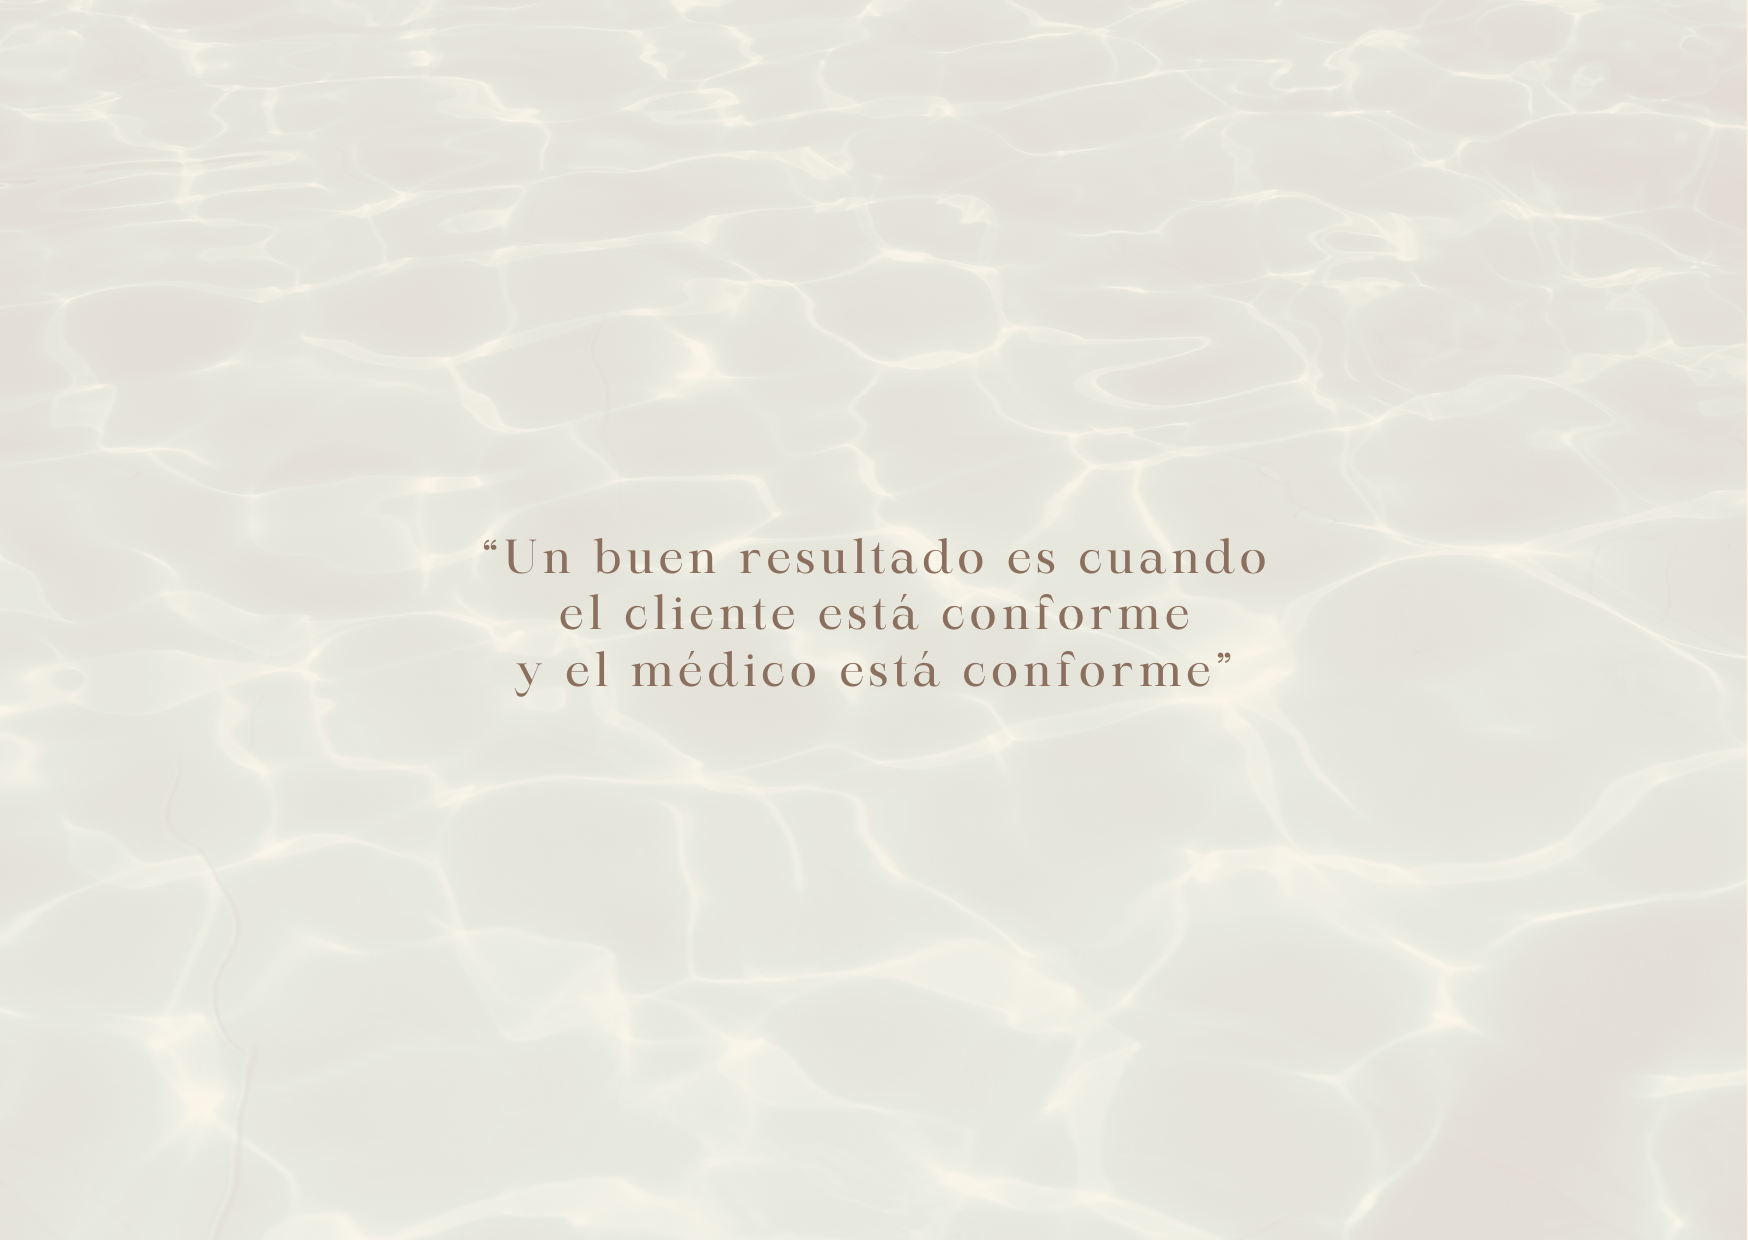 “Un buen resultado es cuando
el cliente está conforme
y el médico está conforme”